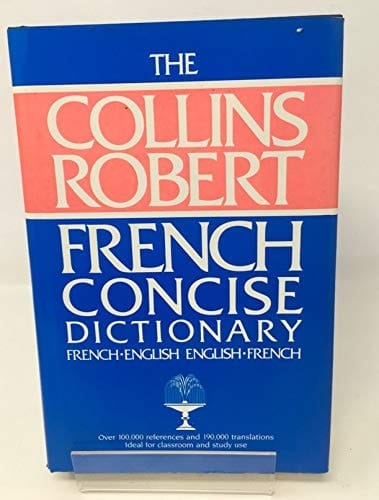 THE
COLLINS
ROBERT
FRENCH
CONCISE
DICTIONARY
FRENCH•ENGLISH ENGLISH•FRENCH
Over 100,000 references and 190,000 translations
Ideal for classroom and study use